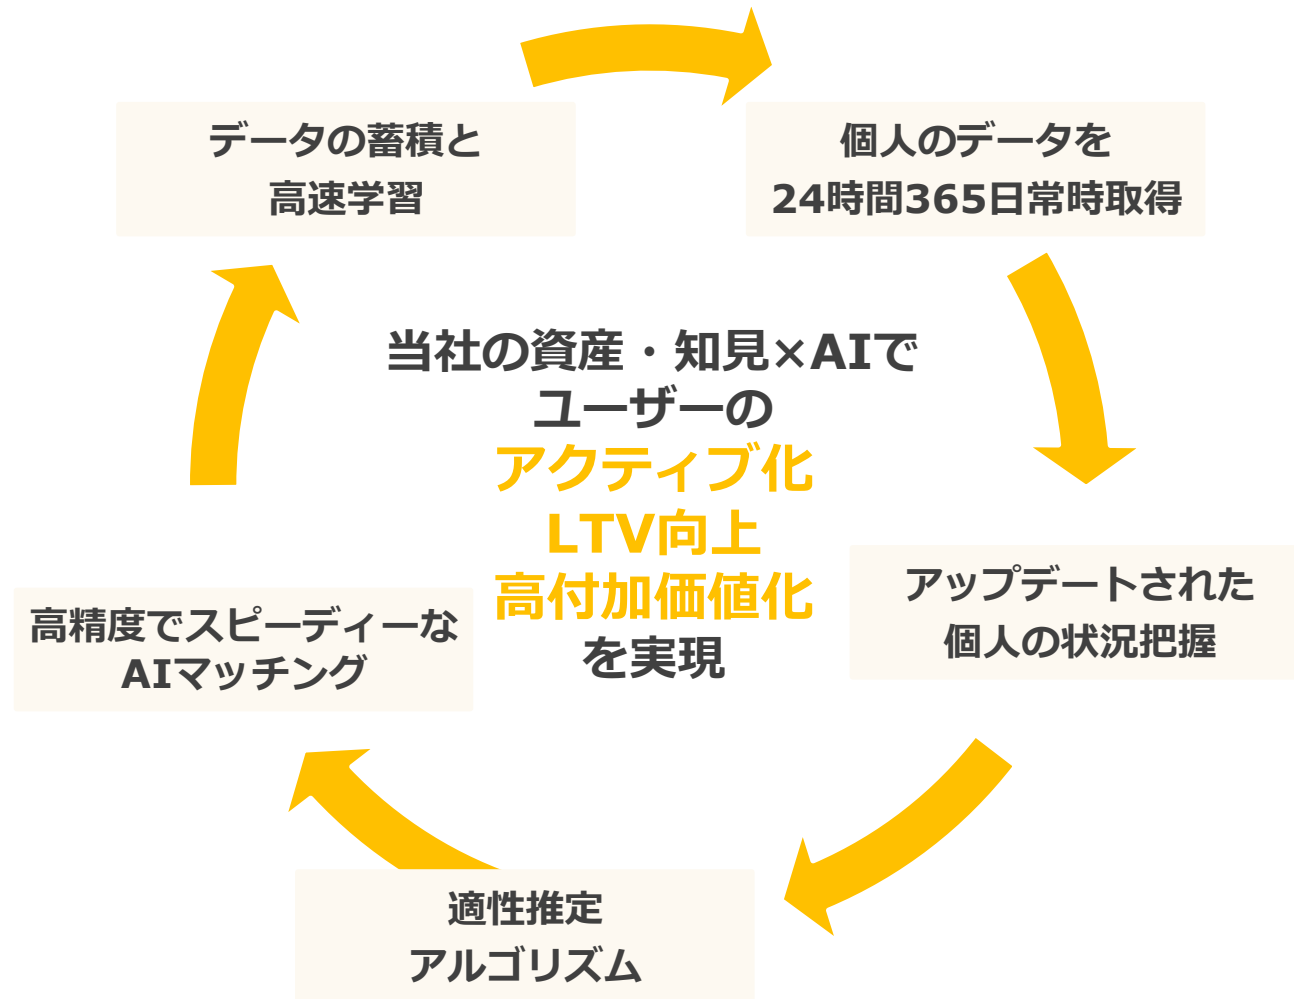 データの蓄積と
高速学習
個人のデータを
24時間365日常時取得
当社の資産・知見×AIで
ユーザーの
アクティブ化
LTV向上
高付加価値化
を実現
アップデートされた
個人の状況把握
高精度でスピーディーな
AIマッチング
適性推定
アルゴリズム